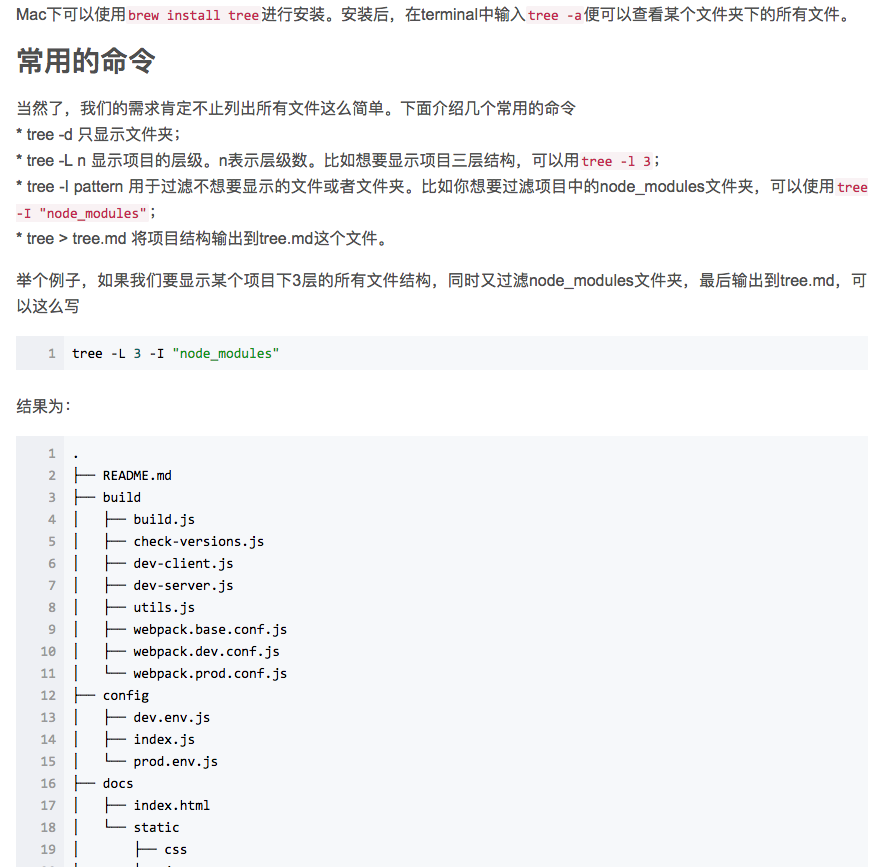 Mac下可以使用brew install tree进行安装。安装后，在terminal中输入tree -a便可以查看某个文件夹下的所有文件。
常用的命令
当然了，我们的需求肯定不止列出所有文件这么简单。下面介绍几个常用的命令
* tree -d 只显示文件夹；
* tree -L n 显示项目的层级。n表示层级数。比如想要显示项目三层结构，可以用tree -l 3；
* tree -I pattern 用于过滤不想要显示的文件或者文件夹。比如你想要过滤项目中的node_modules文件夹，可以使用tree
-I "node_modules"；
* tree > tree.md 将项目结构输出到tree.md这个文件。
举个例子，如果我们要显示某个项目下3层的所有文件结构，同时又过滤node_modules文件夹，最后输出到tree.md，可
以这么写
1 tree -L 3 -I "node_modules"
结果为：
1 .
2 ├── README.md
3 ├── build
4 │   ├── build.js
5 │   ├── check-versions.js
6 │   ├── dev-client.js
7 │   ├── dev-server.js
8 │   ├── utils.js
9 │   ├── webpack.base.conf.js
10 │   ├── webpack.dev.conf.js
11 │   └── webpack.prod.conf.js
12 ├── config
13 │   ├── dev.env.js
14 │   ├── index.js
15 │   └── prod.env.js
16 ├── docs
17 │   ├── index.html
18 │   └── static
19 │       ├── css